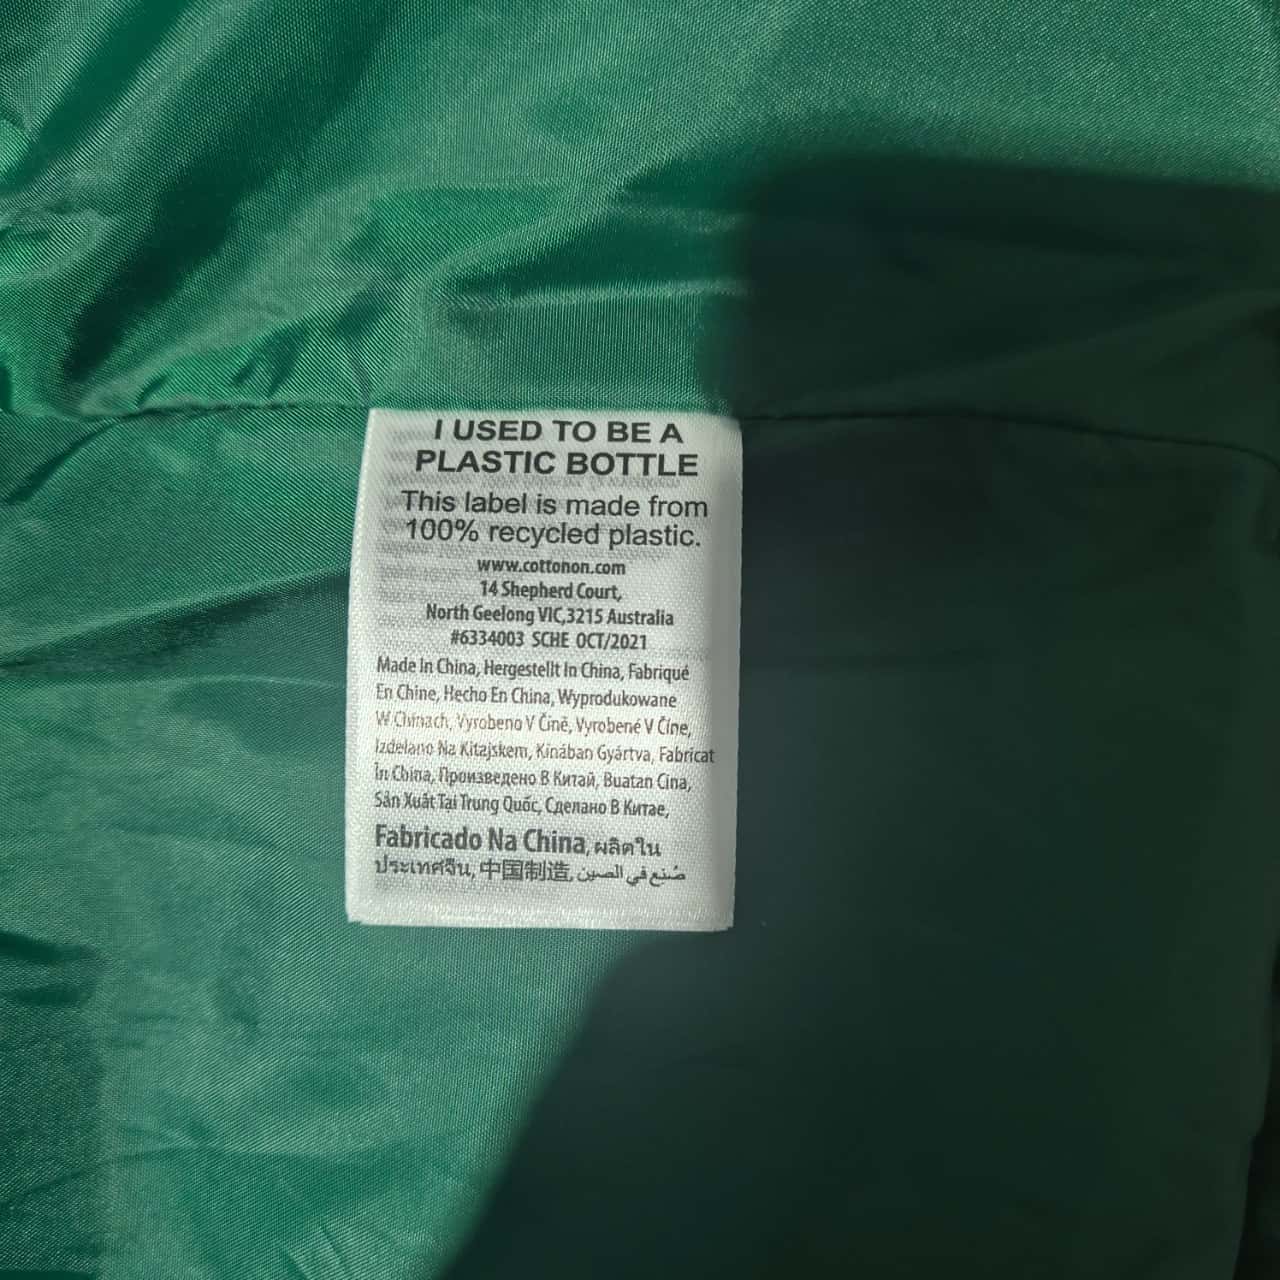 I USED TO BE A
PLASTIC BOTTLE
This label is made from
100% recycled plastic.
www.cottonon.com
14 Shepherd Court,
North Geelong VIC,3215 Australia
#6334003 SCHE OCT/2021
Made In China, Hergestellt In China, Fabriqué
En Chine, Hecho En China, Wyprodukowane
W Chinach, Vyrobeno V Číně, Vyrobené V Číne,
Izdelano Na Kitajskem, Kínában Gyártva, Fabricat
În China, Произведено В Китай, Buatan Cina,
Sản Xuất Tại Trung Quốc, Сделано В Китае,
Fabricado Na China, ผลิตใน
ประเทศจีน, 中国制造, صُنِع في الصين